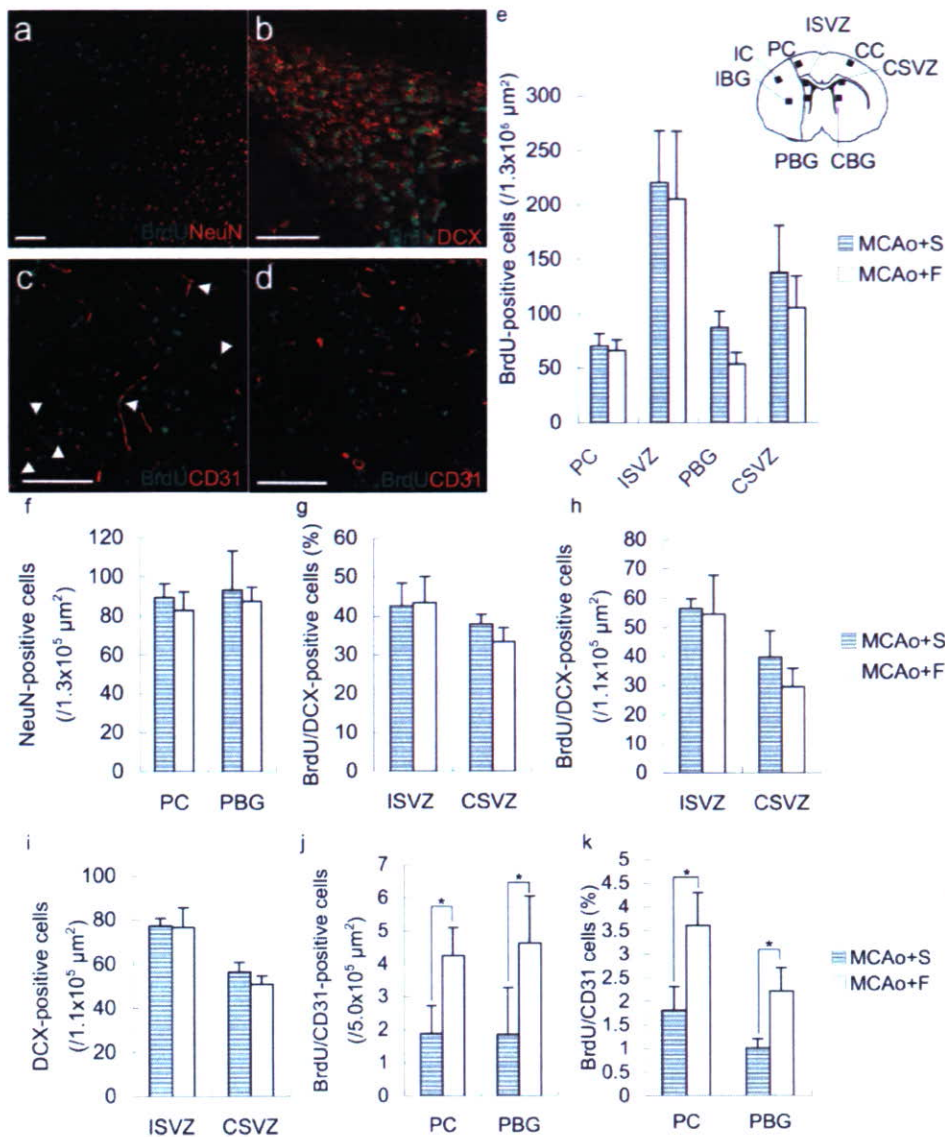 a
BrdUNeuN
b
BrdUDCX
c
BrdUCD31
d
BrdUCD31
e
BrdU-positive cells (/1.3x10⁵ µm²)
300
250
200
150
100
50
0
PC
ISVZ
PBG
CSVZ
ISVZ
PC
CC
IC
CSVZ
IBG
PBG
CBG
MCAo+S
MCAo+F
f
NeuN-positive cells
(/1.3x10⁵ µm²)
120
100
80
60
40
20
0
PC
PBG
g
BrdU/DCX-positive cells (%)
60
50
40
30
20
10
0
ISVZ
CSVZ
h
BrdU/DCX-positive cells
(/1.1x10⁵ µm²)
80
70
60
50
40
30
20
10
0
ISVZ
CSVZ
MCAo+S
MCAo+F
i
DCX-positive cells
(/1.1x10⁵ µm²)
100
80
60
40
20
0
ISVZ
CSVZ
j
BrdU/CD31-positive cells
(/5.0x10⁵ µm²)
7
6
5
4
3
2
1
0
*
*
PC
PBG
k
BrdU/CD31 cells (%)
5
4.5
4
3.5
3
2.5
2
1.5
1
0.5
0
*
*
PC
PBG
MCAo+S
MCAo+F